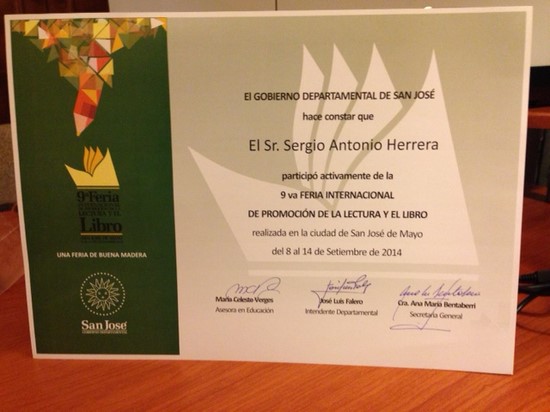 9ª Feria
Libro
UNA FERIA DE BUENA MADERA
San José
El GOBIERNO DEPARTAMENTAL DE SAN JOSÉ
hace constar que
El Sr. Sergio Antonio Herrera
participó activamente de la
9 va FERIA INTERNACIONAL
DE PROMOCIÓN DE LA LECTURA Y EL LIBRO
realizada en la ciudad de San José de Mayo
del 8 al 14 de Setiembre de 2014
María Celesta Verges
Asesora en Educación
José Luis Falero
Intendente Departamental
Cra. Ana María Bentaberri
Secretaria General